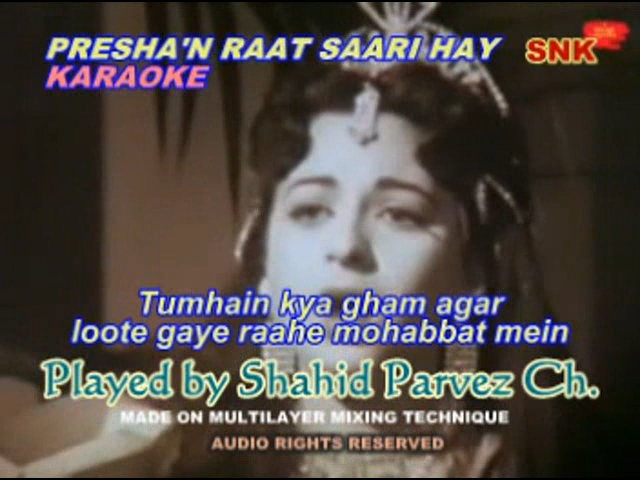 PRESHA'N RAAT SAARI HAY
SNK
KARAOKE
Tumhain kya gham agar
loote gaye raahe mohabbat mein
Played by Shahid Parvez Ch.
MADE ON MULTILAYER MIXING TECHNIQUE
AUDIO RIGHTS RESERVED